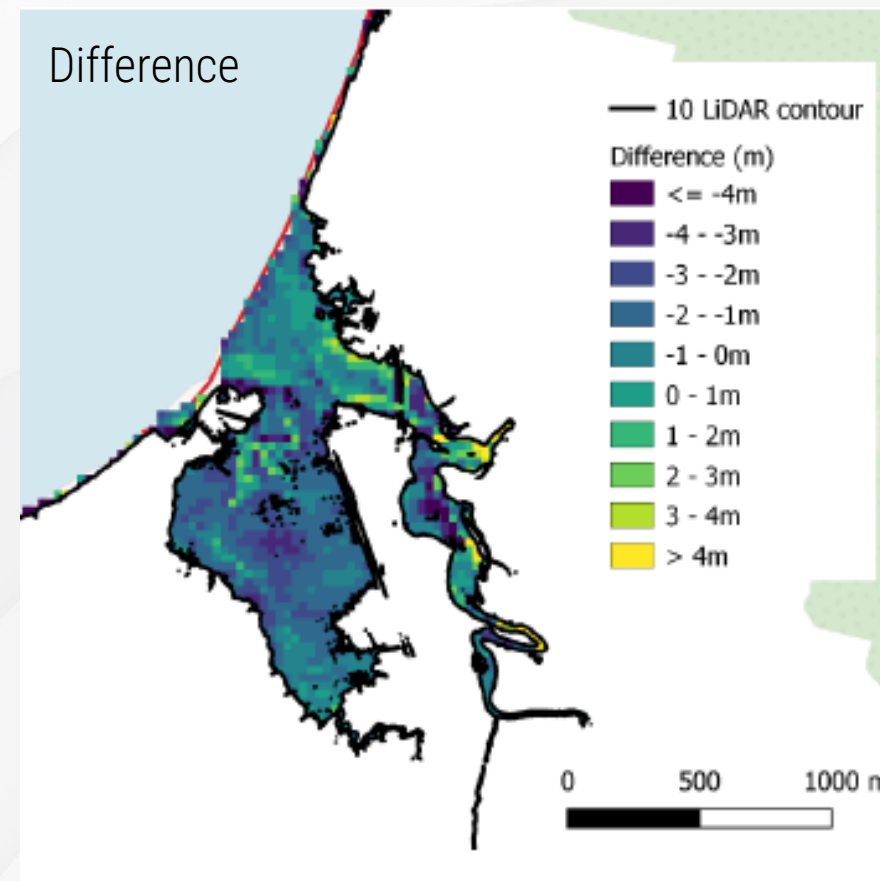 Difference
10 LiDAR contour
Difference (m)
<= -4m
-4 - -3m
-3 - -2m
-2 - -1m
-1 - 0m
0 - 1m
1 - 2m
2 - 3m
3 - 4m
> 4m
0 500 1000 m